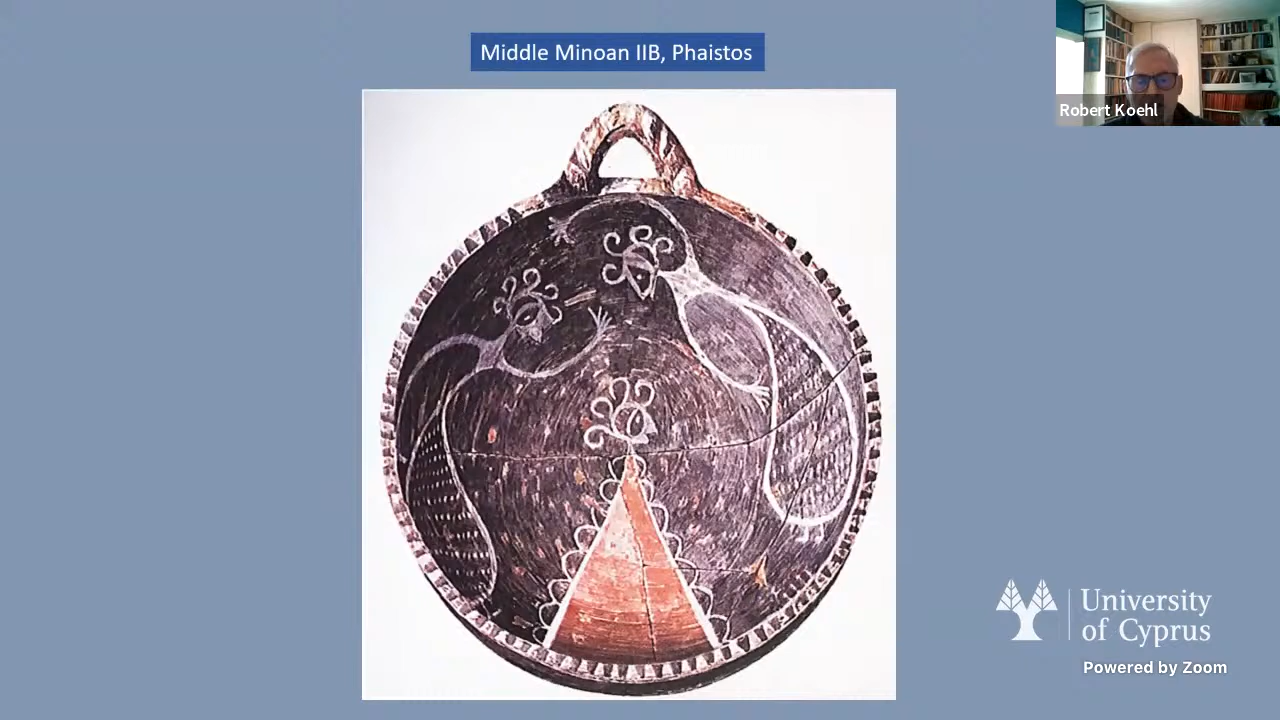 Middle Minoan IIB, Phaistos
Robert Koehl
University
of Cyprus
Powered by Zoom